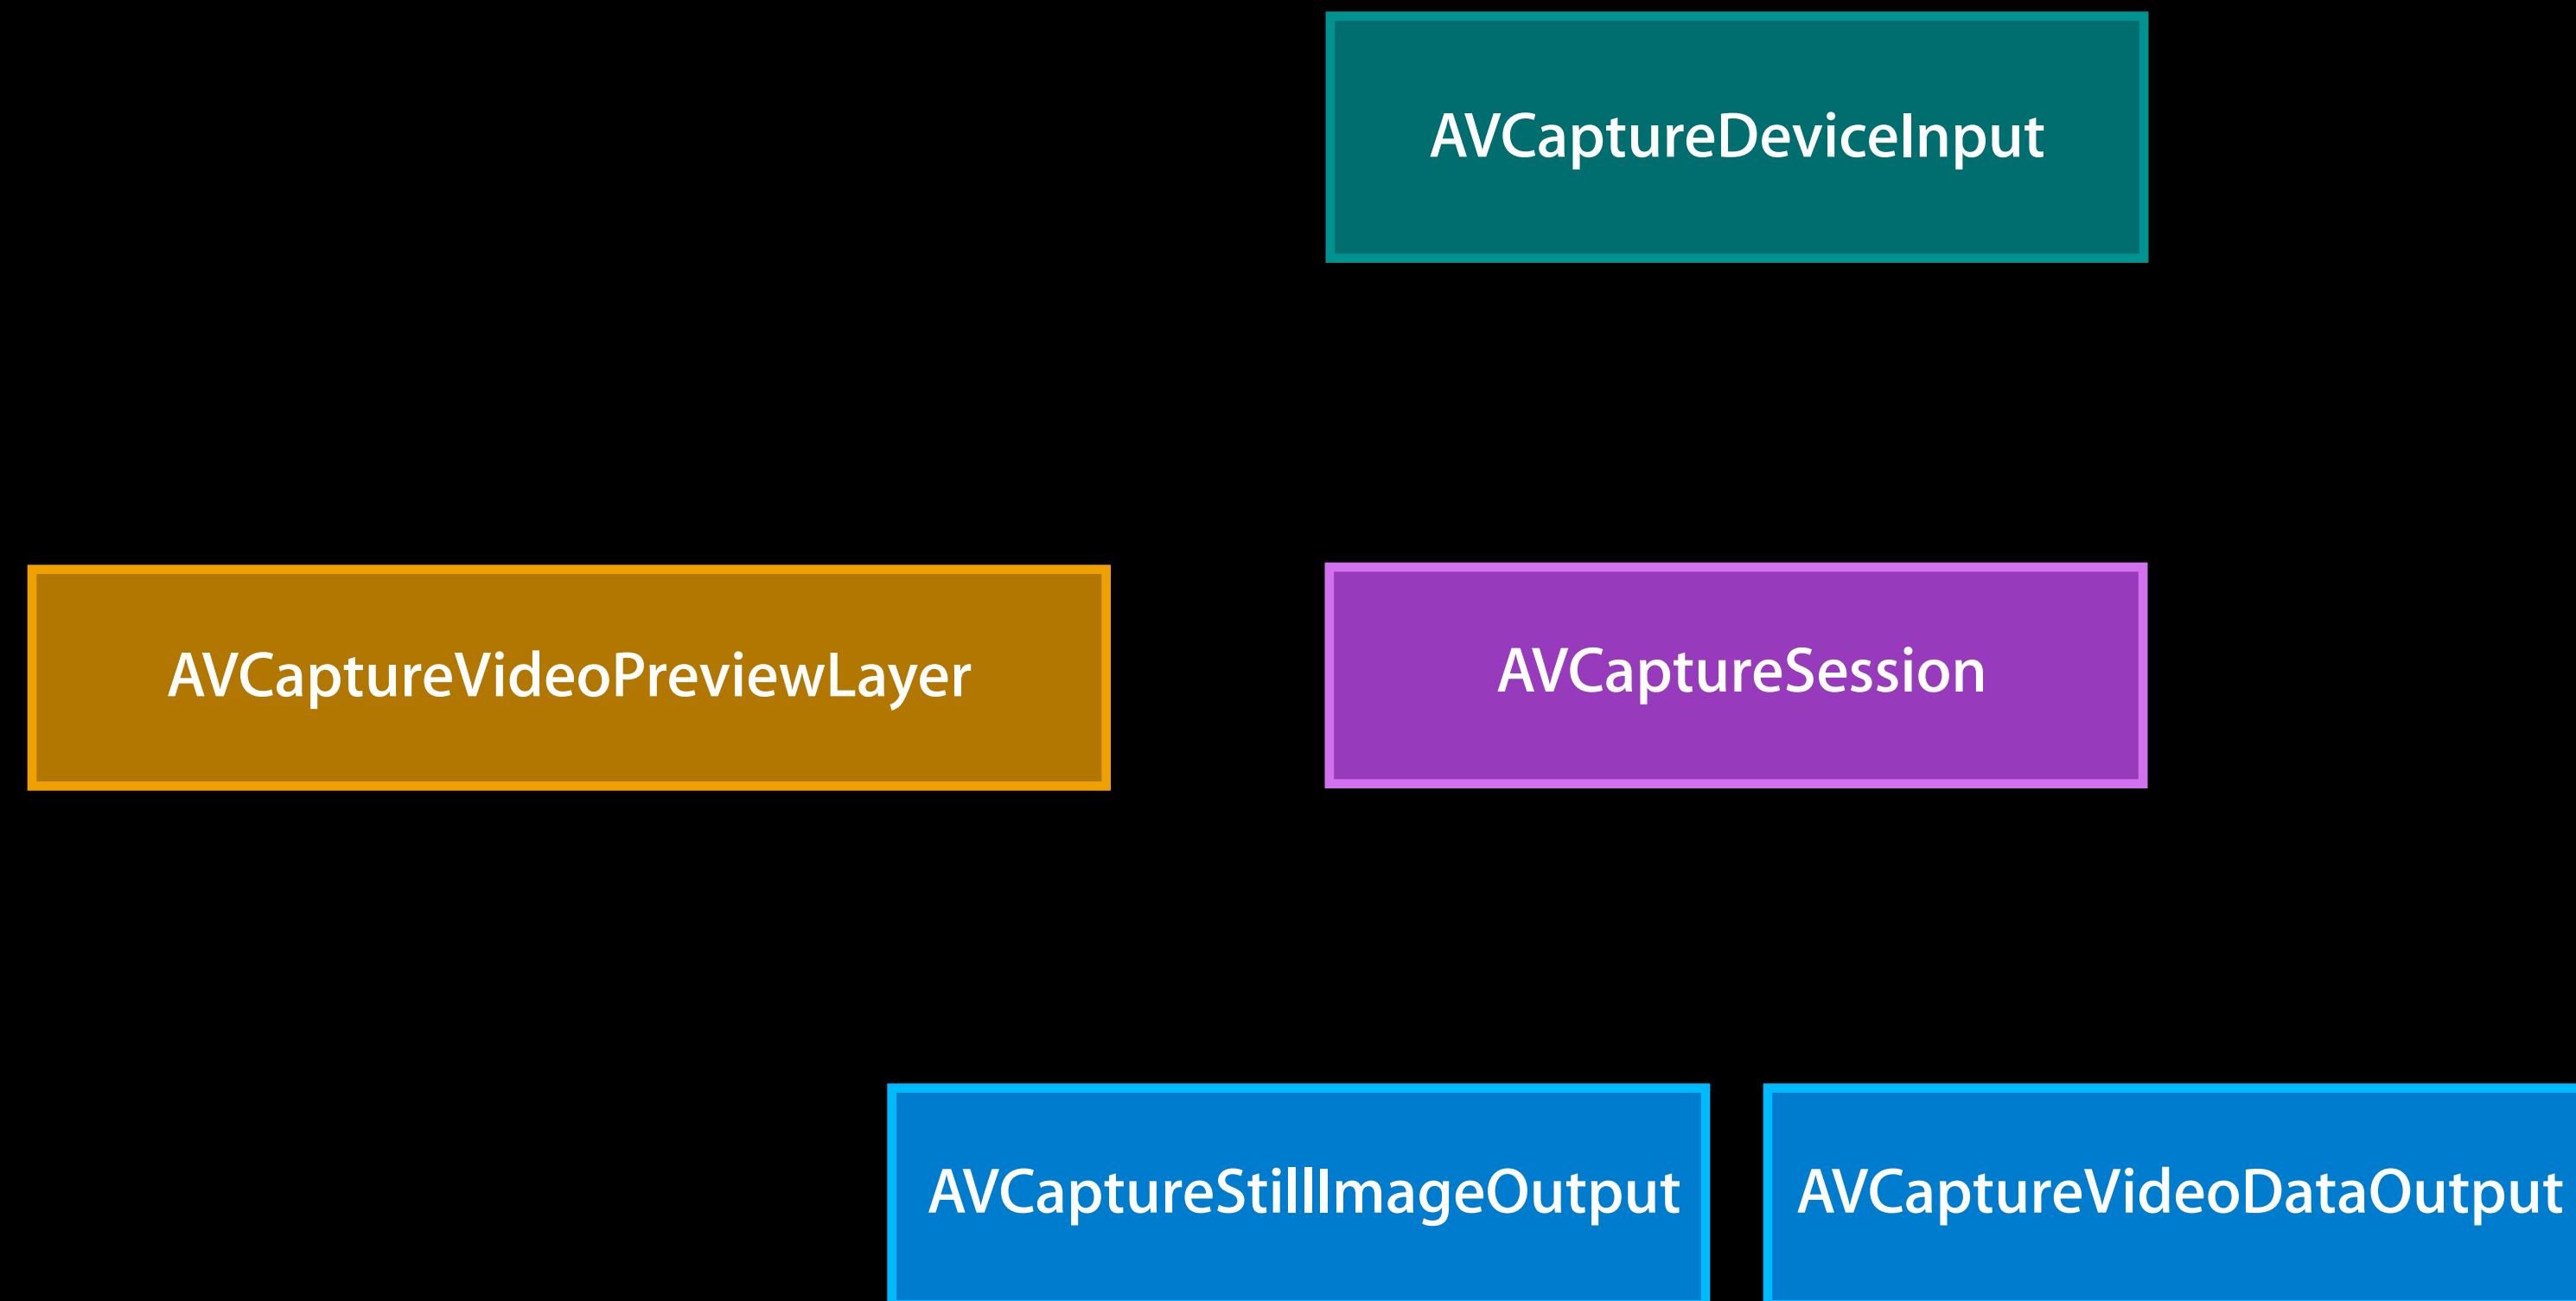 AVCaptureDeviceInput
AVCaptureVideoPreviewLayer
AVCaptureSession
AVCaptureStillImageOutput
AVCaptureVideoDataOutput